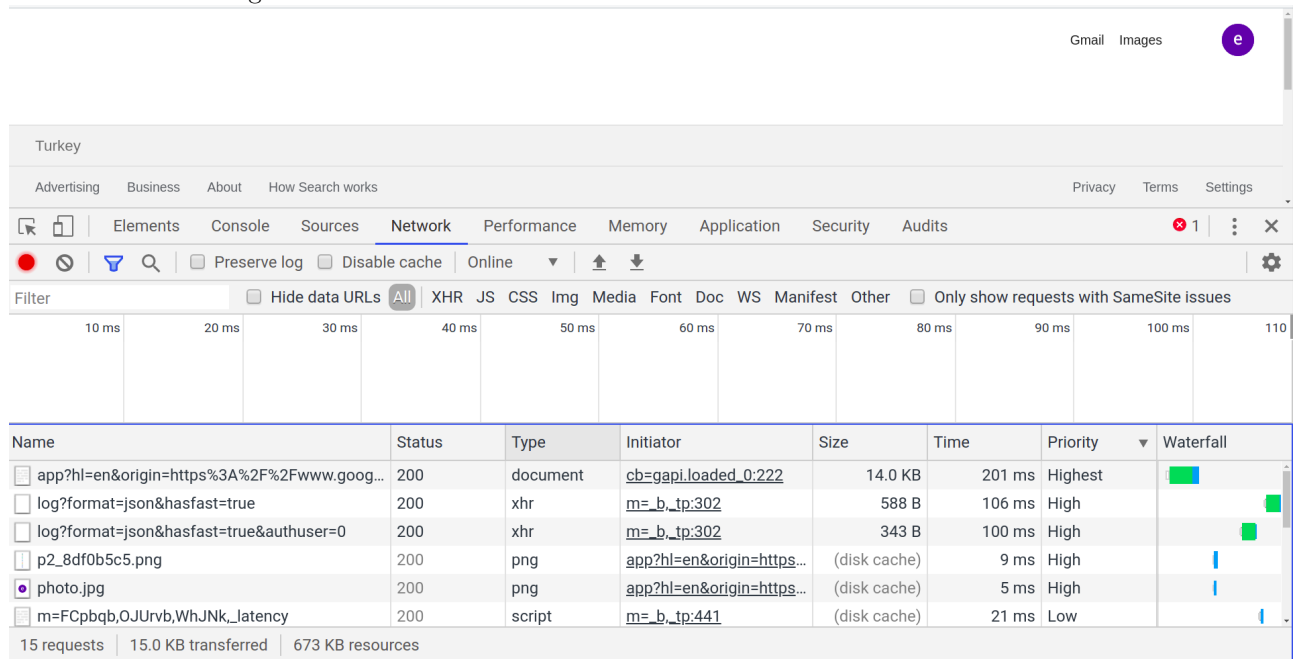 Gmail Images e
Turkey
Advertising Business About How Search works Privacy Terms Settings
Elements Console Sources Network Performance Memory Application Security Audits 1
Preserve log Disable cache Online
Filter Hide data URLs All XHR JS CSS Img Media Font Doc WS Manifest Other Only show requests with SameSite issues
10 ms 20 ms 30 ms 40 ms 50 ms 60 ms 70 ms 80 ms 90 ms 100 ms 110
Name Status Type Initiator Size Time Priority Waterfall
app?hl=en&origin=https%3A%2F%2Fwww.goog... 200 document cb=gapi.loaded_0:222 14.0 KB 201 ms Highest
log?format=json&hasfast=true 200 xhr m=_b,_tp:302 588 B 106 ms High
log?format=json&hasfast=true&authuser=0 200 xhr m=_b,_tp:302 343 B 100 ms High
p2_8df0b5c5.png 200 png app?hl=en&origin=https... (disk cache) 9 ms High
photo.jpg 200 png app?hl=en&origin=https... (disk cache) 5 ms High
m=FCpbqb,OJUrvb,WhJNk,_latency 200 script m=_b,_tp:441 (disk cache) 21 ms Low
15 requests 15.0 KB transferred 673 KB resources